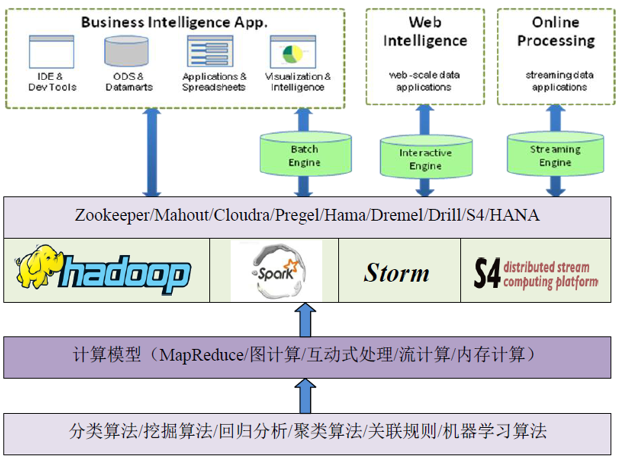 Business Intelligence App.
IDE &
Dev Tools
ODS &
Datamarts
Applications &
Spreadsheets
Visualization &
Intelligence
Web
Intelligence
web-scale data
applications
Online
Processing
streaming data
applications
Batch
Engine
Interactive
Engine
Streaming
Engine
Zookeeper/Mahout/Cloudra/Pregel/Hama/Dremel/Drill/S4/HANA
hadoop
Spark
Storm
S4 distributed stream
computing platform
计算模型（MapReduce/图计算/互动式处理/流计算/内存计算）
分类算法/挖掘算法/回归分析/聚类算法/关联规则/机器学习算法